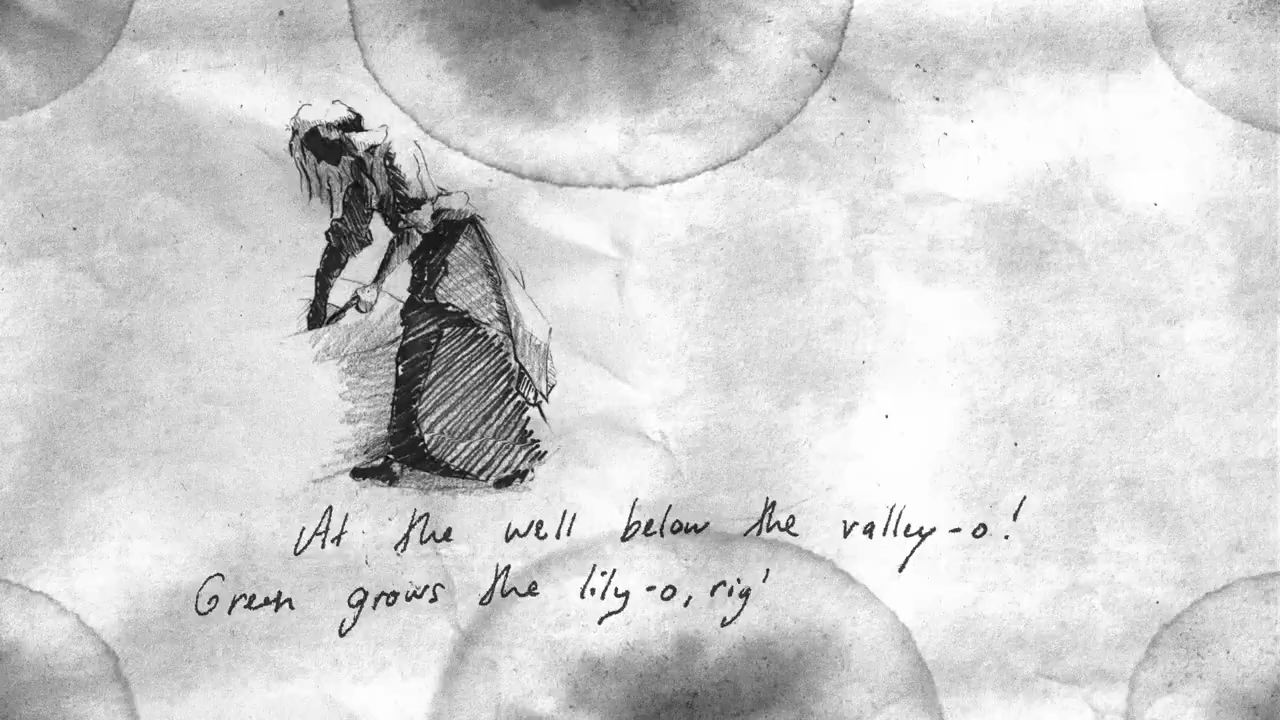 At the well below the valley-o!
Green grows the lily-o, rig'